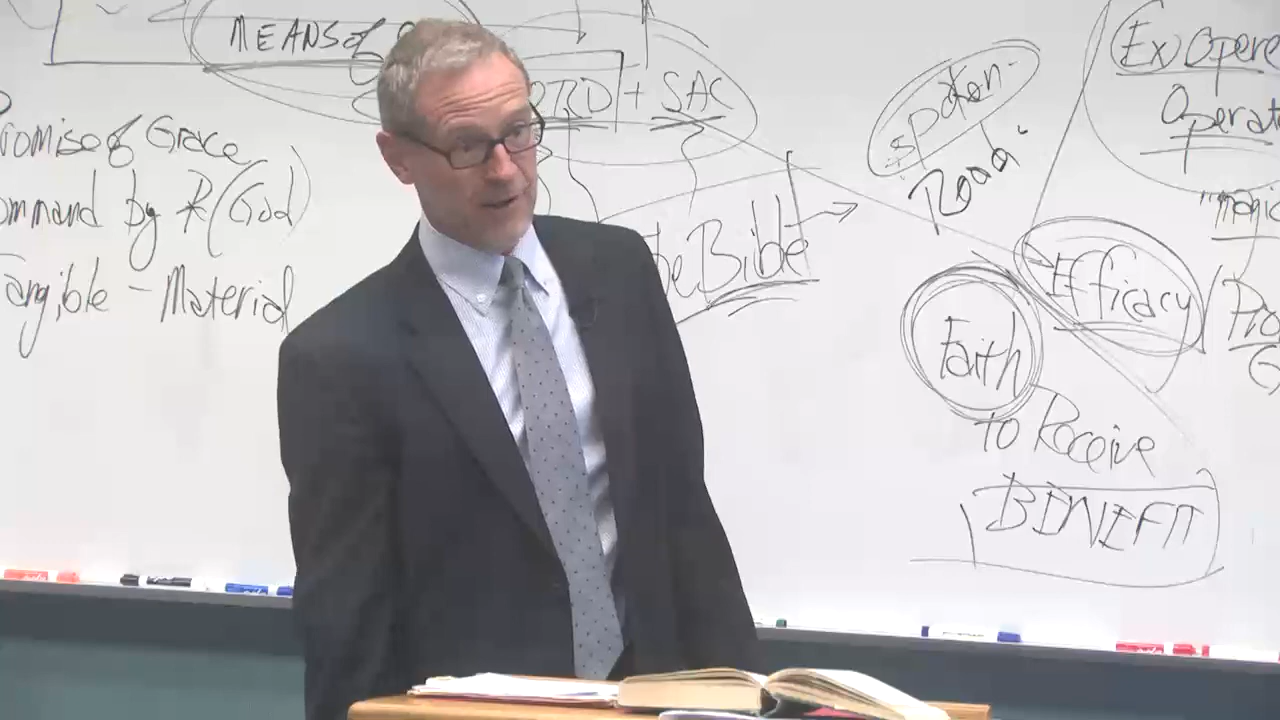 MEANS of
+ SAC
Promise of Grace
Command by R/(God)
Tangible - Material
the Bible
spoken -
Read"
Ex Opere
Operat
"magic
Efficacy
Faith
to Receive
BENEFIT